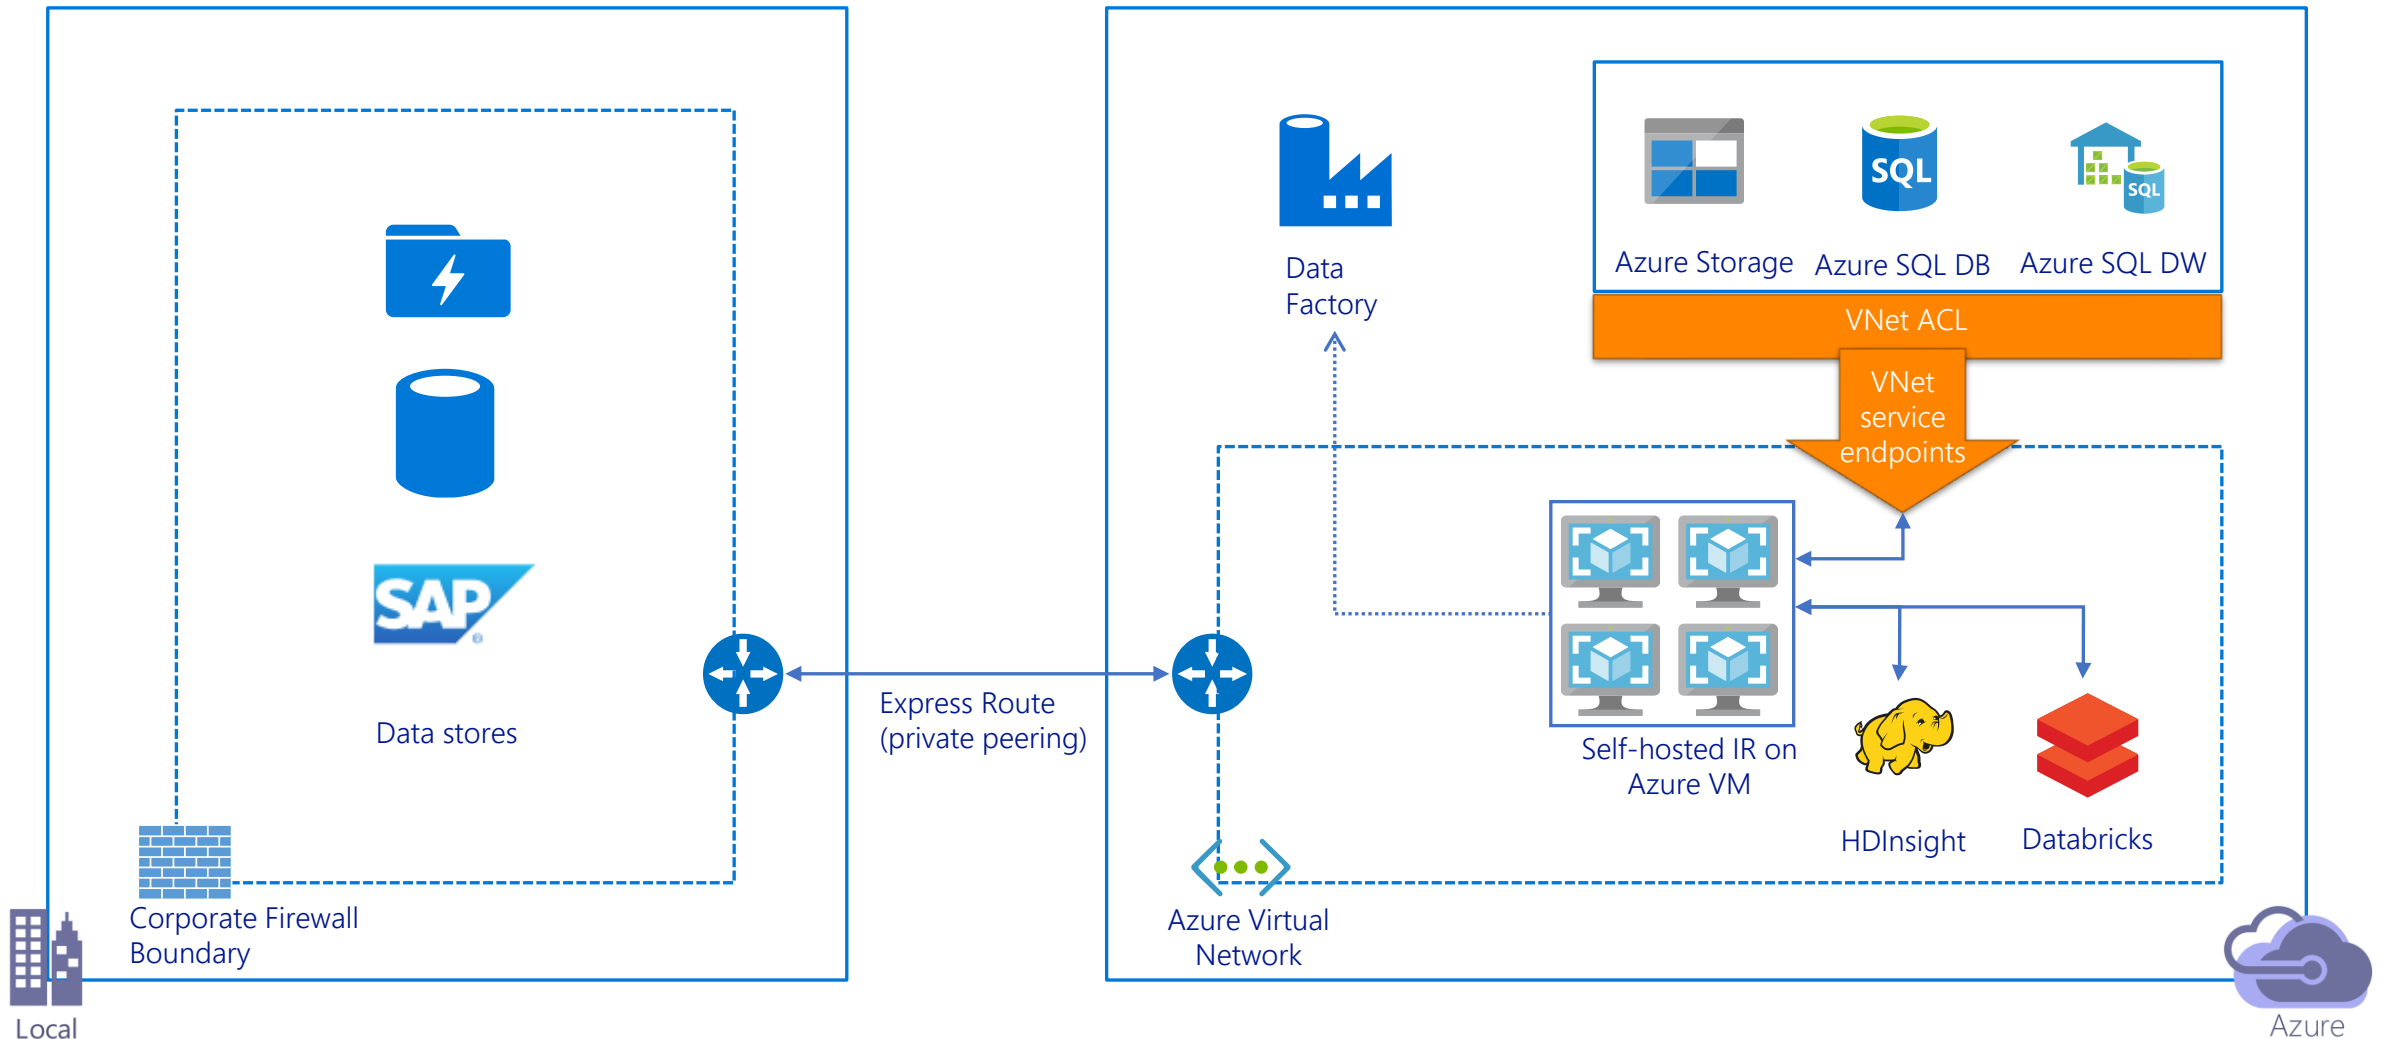 SAP
Data stores
Corporate Firewall
Boundary
Local
Express Route
(private peering)
Data
Factory
SQL
SQL
Azure Storage
Azure SQL DB
Azure SQL DW
VNet ACL
VNet
service
endpoints
Self-hosted IR on
Azure VM
HDInsight
Databricks
Azure Virtual
Network
Azure